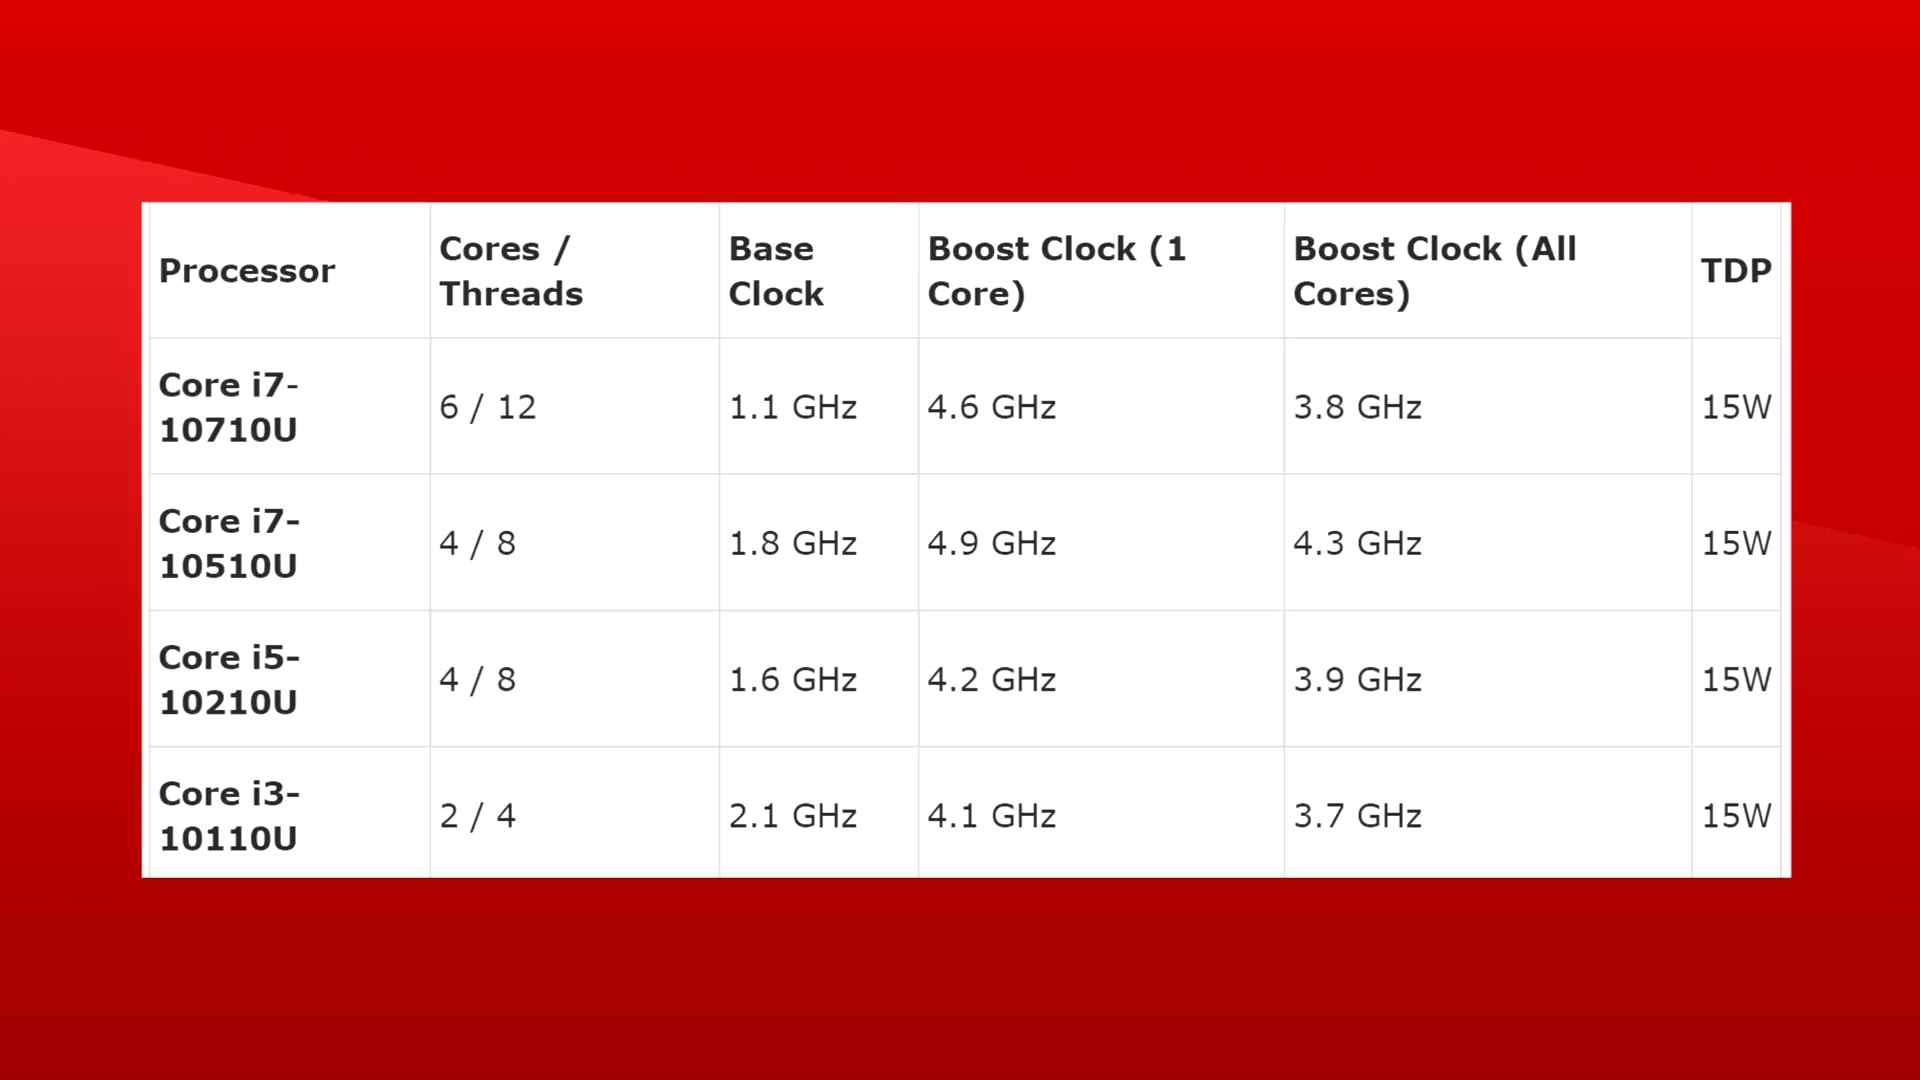 Processor
Cores /
Threads
Base
Clock
Boost Clock (1
Core)
Boost Clock (All
Cores)
TDP
Core i7-
10710U
6 / 12
1.1 GHz
4.6 GHz
3.8 GHz
15W
Core i7-
10510U
4 / 8
1.8 GHz
4.9 GHz
4.3 GHz
15W
Core i5-
10210U
4 / 8
1.6 GHz
4.2 GHz
3.9 GHz
15W
Core i3-
10110U
2 / 4
2.1 GHz
4.1 GHz
3.7 GHz
15W